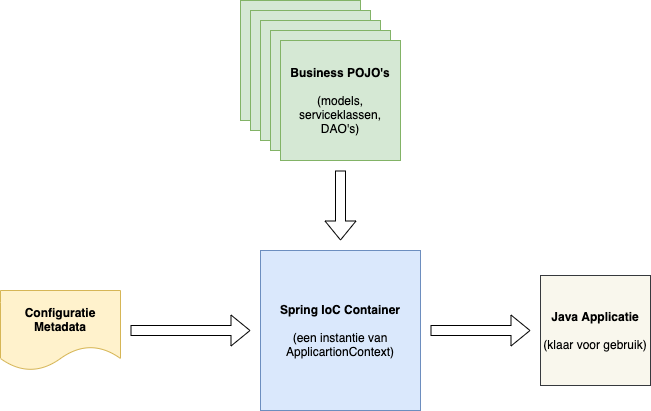 Business POJO's
(models,
serviceklassen,
DAO's)
Configuratie
Metadata
Spring IoC Container
(een instantie van
ApplicartionContext)
Java Applicatie
(klaar voor gebruik)